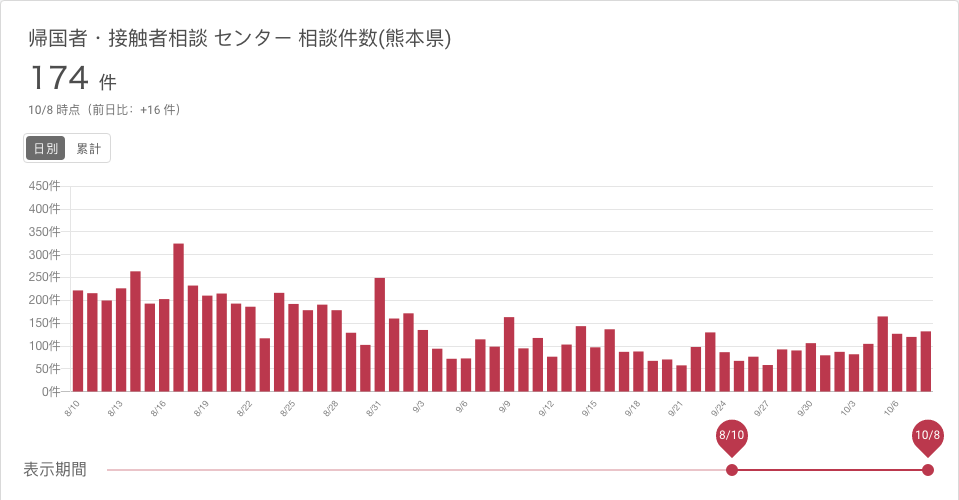 帰国者・接触者相談 センター 相談件数(熊本県)
174 件
10/8 時点（前日比：+16 件）
日別 累計
450件
400件
350件
300件
250件
200件
150件
100件
50件
0件
8/10 8/13 8/16 8/19 8/22 8/25 8/28 8/31 9/3 9/6 9/9 9/12 9/15 9/18 9/21 9/24 9/27 9/30 10/3 10/6
8/10 10/8
表示期間